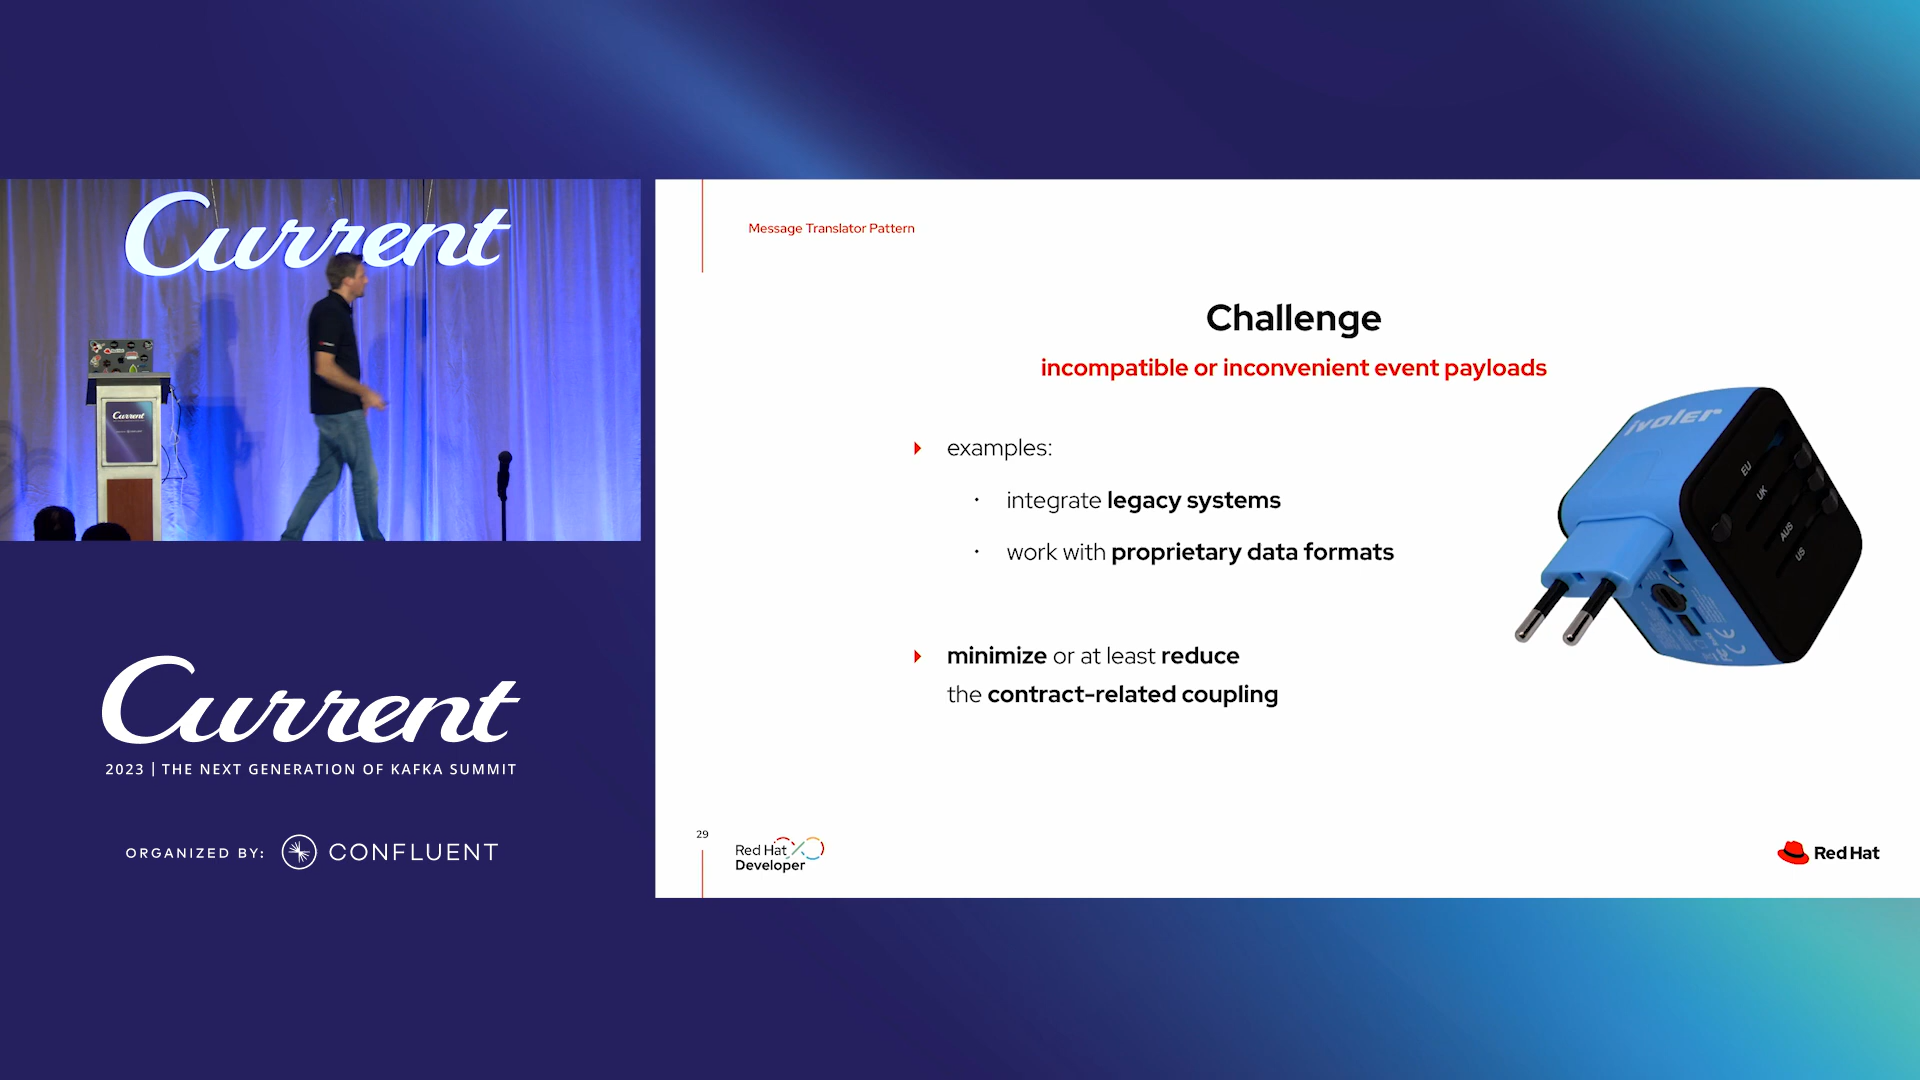 Current
Current
Current
2023 | THE NEXT GENERATION OF KAFKA SUMMIT
ORGANIZED BY: CONFLUENT
Message Translator Pattern
Challenge
incompatible or inconvenient event payloads
examples:
integrate legacy systems
work with proprietary data formats
minimize or at least reduce
the contract-related coupling
ivoler
EU
UK
AUS
US
29
Red Hat
Developer
Red Hat